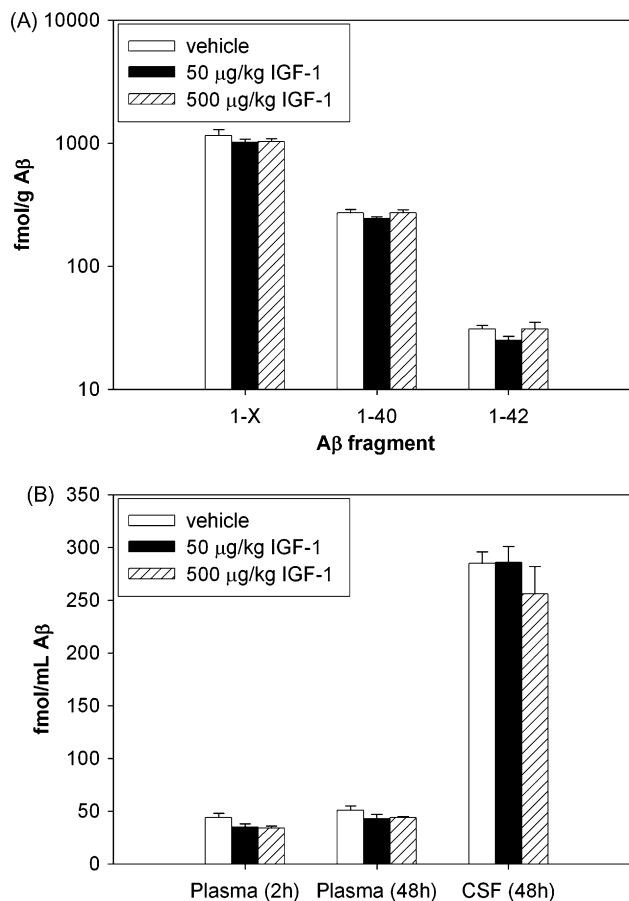 (A)
10000
vehicle
50 µg/kg IGF-1
500 µg/kg IGF-1
1000
fmol/g Aβ
100
10
1-X 1-40 1-42
Aβ fragment
(B)
350
vehicle
50 µg/kg IGF-1
500 µg/kg IGF-1
300
250
fmol/mL Aβ
200
150
100
50
0
Plasma (2h) Plasma (48h) CSF (48h)